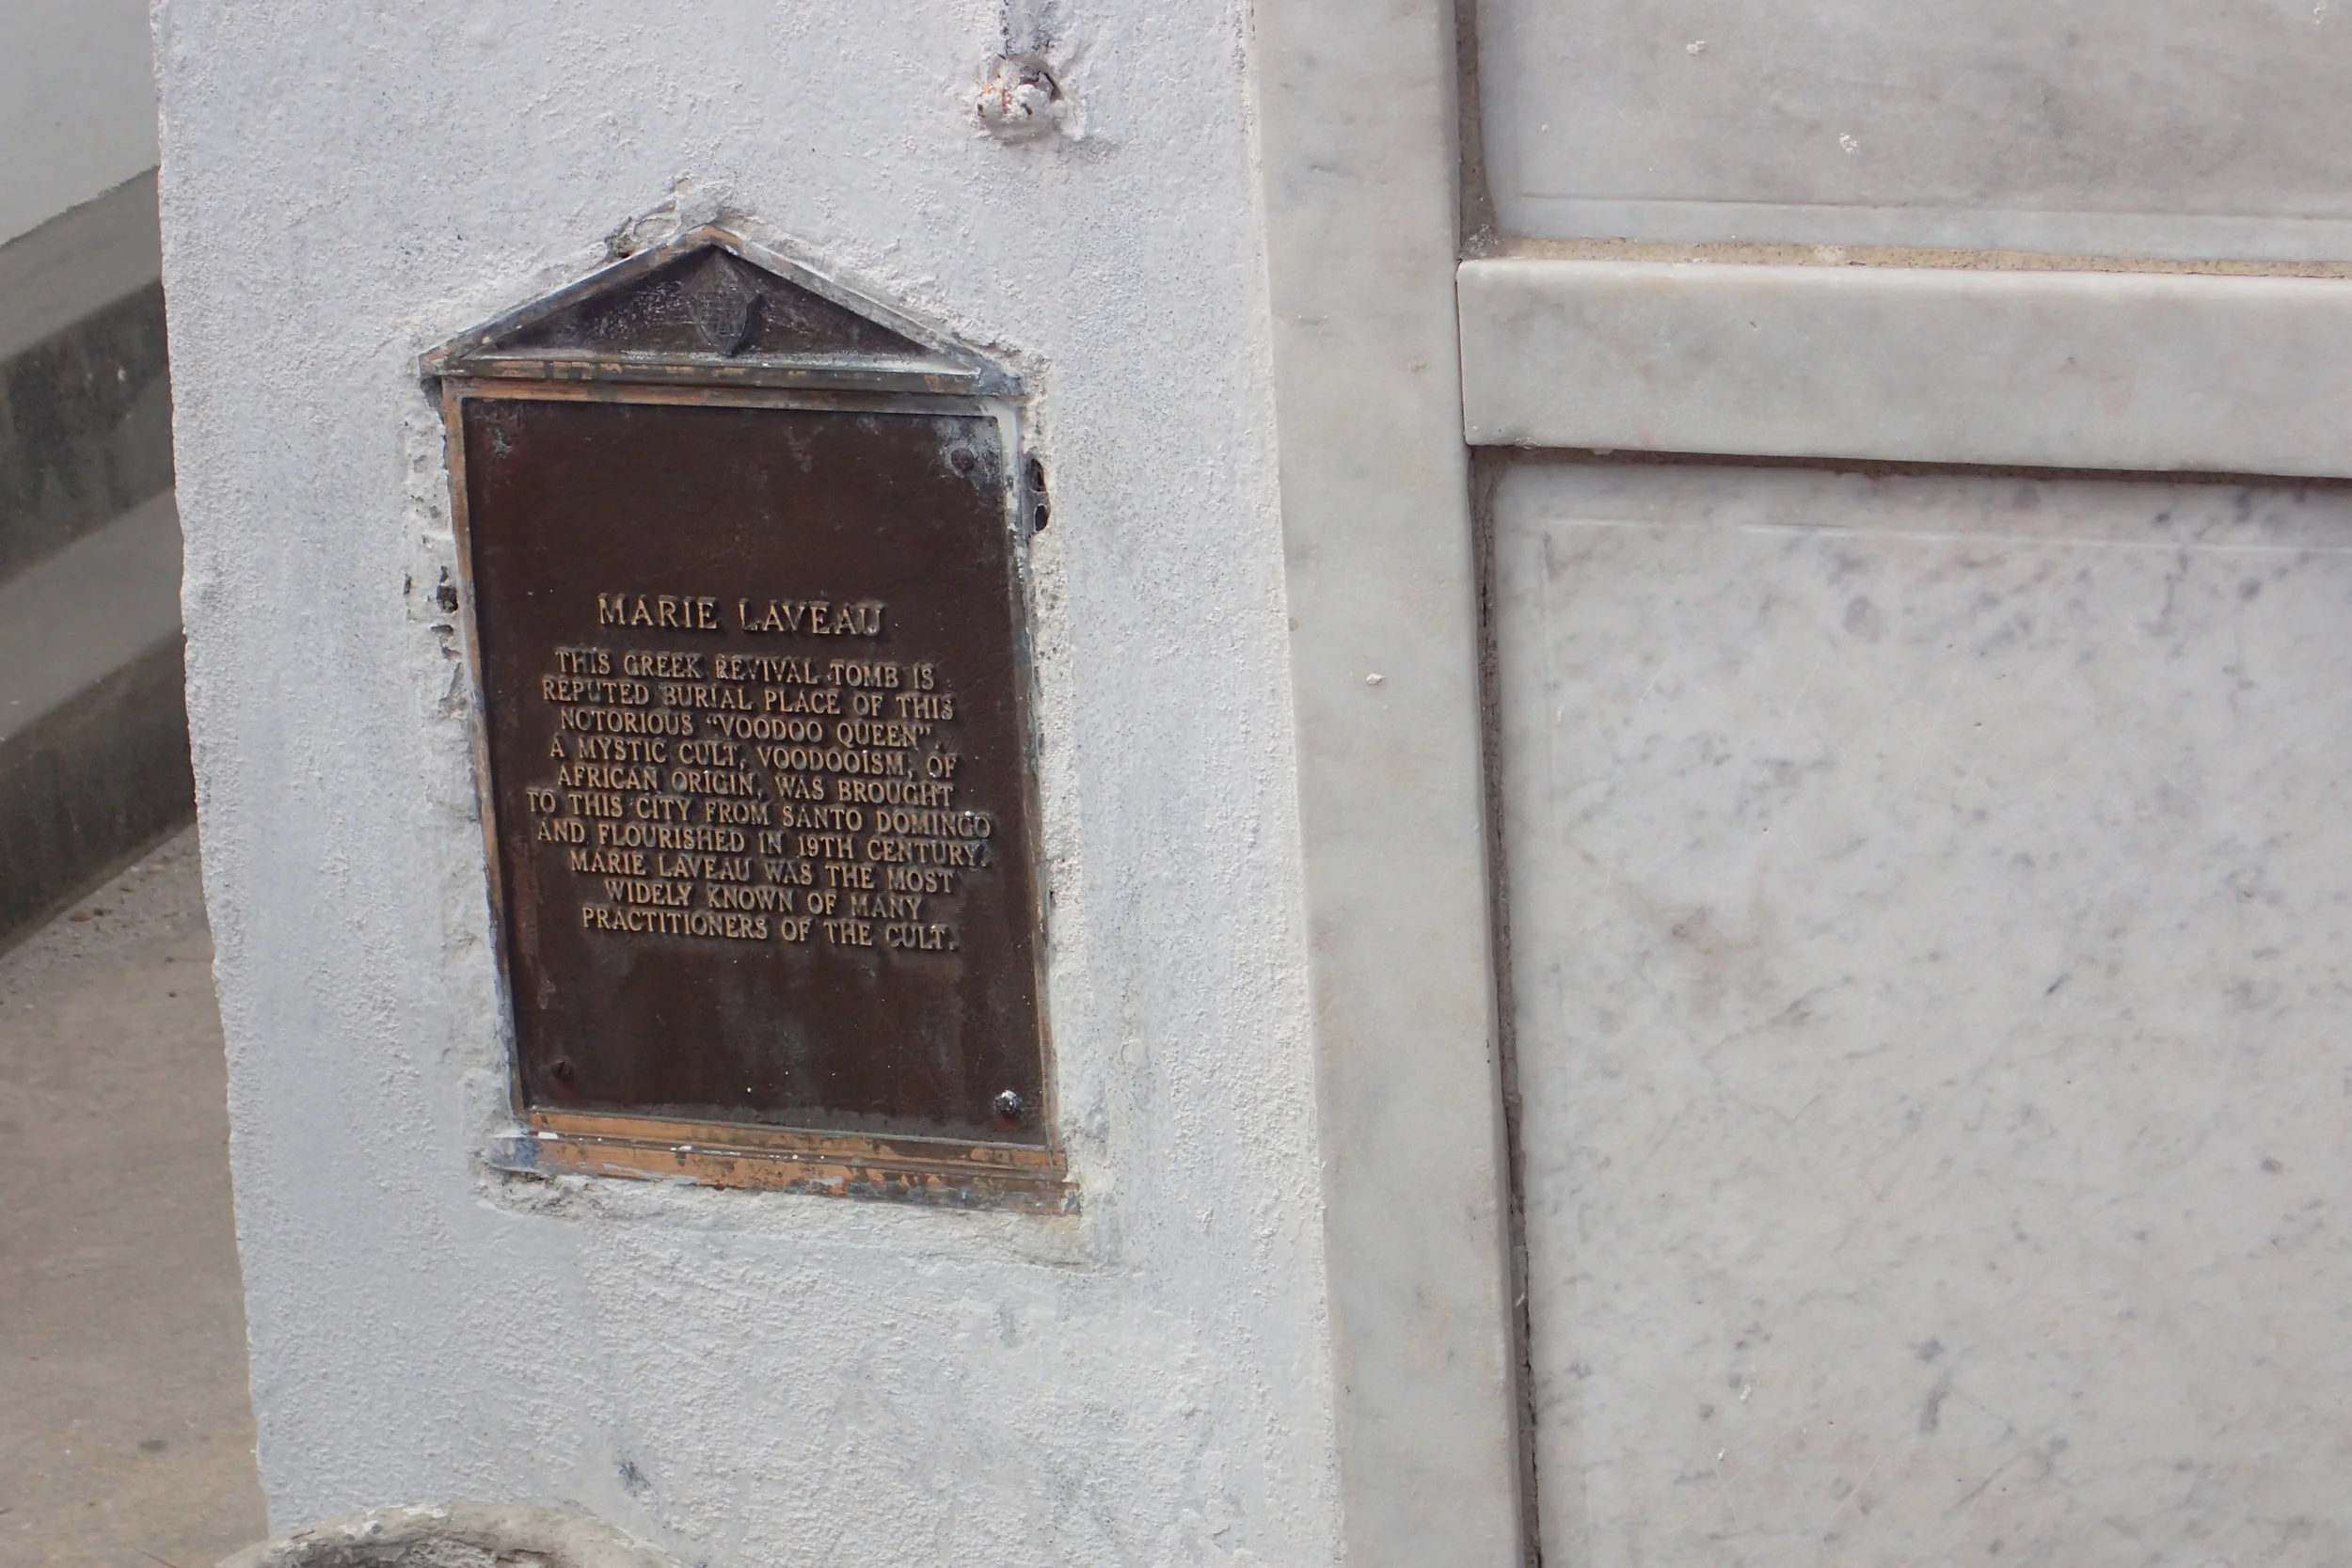 MARIE LAVEAU
THIS GREEK REVIVAL TOMB IS
REPUTED BURIAL PLACE OF THIS
NOTORIOUS "VOODOO QUEEN".
A MYSTIC CULT, VOODOOISM, OF
AFRICAN ORIGIN, WAS BROUGHT
TO THIS CITY FROM SANTO DOMINGO
AND FLOURISHED IN 19TH CENTURY.
MARIE LAVEAU WAS THE MOST
WIDELY KNOWN OF MANY
PRACTITIONERS OF THE CULT.